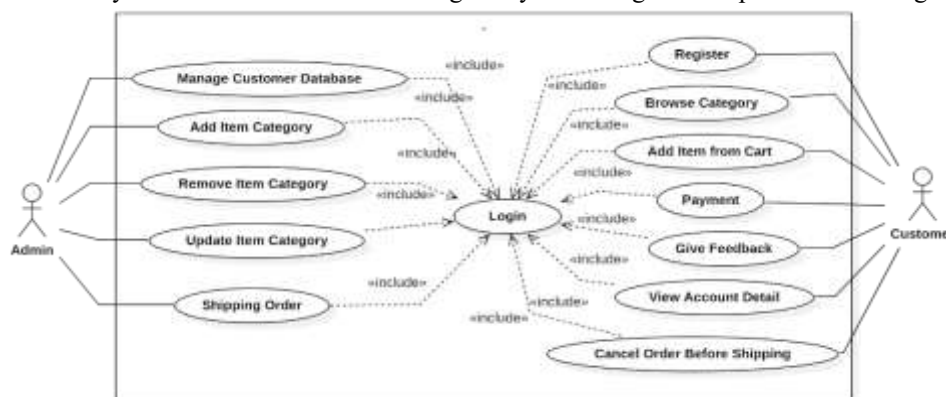 Register
Manage Customer Database
«include»
«include»
Browse Category
«include»
Add Item Category
«include»
Add Item from Cart
«include»
«include»
Remove Item Category
«include»
Payment
Login
«include»
Update Item Category
Give Feedback
Admin
Custome
«include»
«include»
View Account Detail
Shipping Order
«include»
«include»
Cancel Order Before Shipping